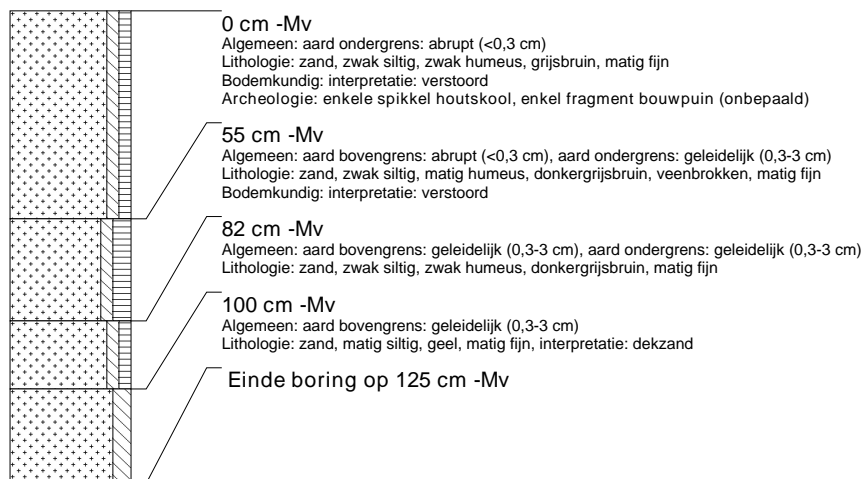 0 cm -Mv
Algemeen: aard ondergrens: abrupt (<0,3 cm)
Lithologie: zand, zwak siltig, zwak humeus, grijsbruin, matig fijn
Bodemkundig: interpretatie: verstoord
Archeologie: enkele spikkel houtskool, enkel fragment bouwpuin (onbepaald)
55 cm -Mv
Algemeen: aard bovengrens: abrupt (<0,3 cm), aard ondergrens: geleidelijk (0,3-3 cm)
Lithologie: zand, zwak siltig, matig humeus, donkergrijsbruin, veenbrokken, matig fijn
Bodemkundig: interpretatie: verstoord
82 cm -Mv
Algemeen: aard bovengrens: geleidelijk (0,3-3 cm), aard ondergrens: geleidelijk (0,3-3 cm)
Lithologie: zand, zwak siltig, zwak humeus, donkergrijsbruin, matig fijn
100 cm -Mv
Algemeen: aard bovengrens: geleidelijk (0,3-3 cm)
Lithologie: zand, matig siltig, geel, matig fijn, interpretatie: dekzand
Einde boring op 125 cm -Mv